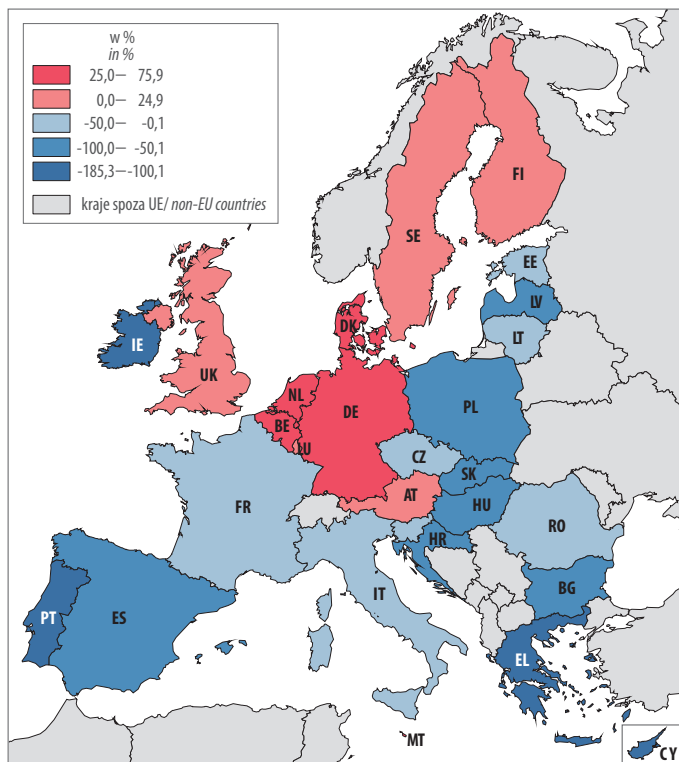 w %
in %
25,0– 75,9
0,0– 24,9
-50,0– -0,1
-100,0– -50,1
-185,3– -100,1
kraje spoza UE/ non-EU countries
FI
SE
EE
LV
DK
LT
IE
UK
NL
DE
PL
BE
LU
CZ
SK
AT
HU
FR
RO
HR
BG
IT
PT
ES
EL
MT
CY